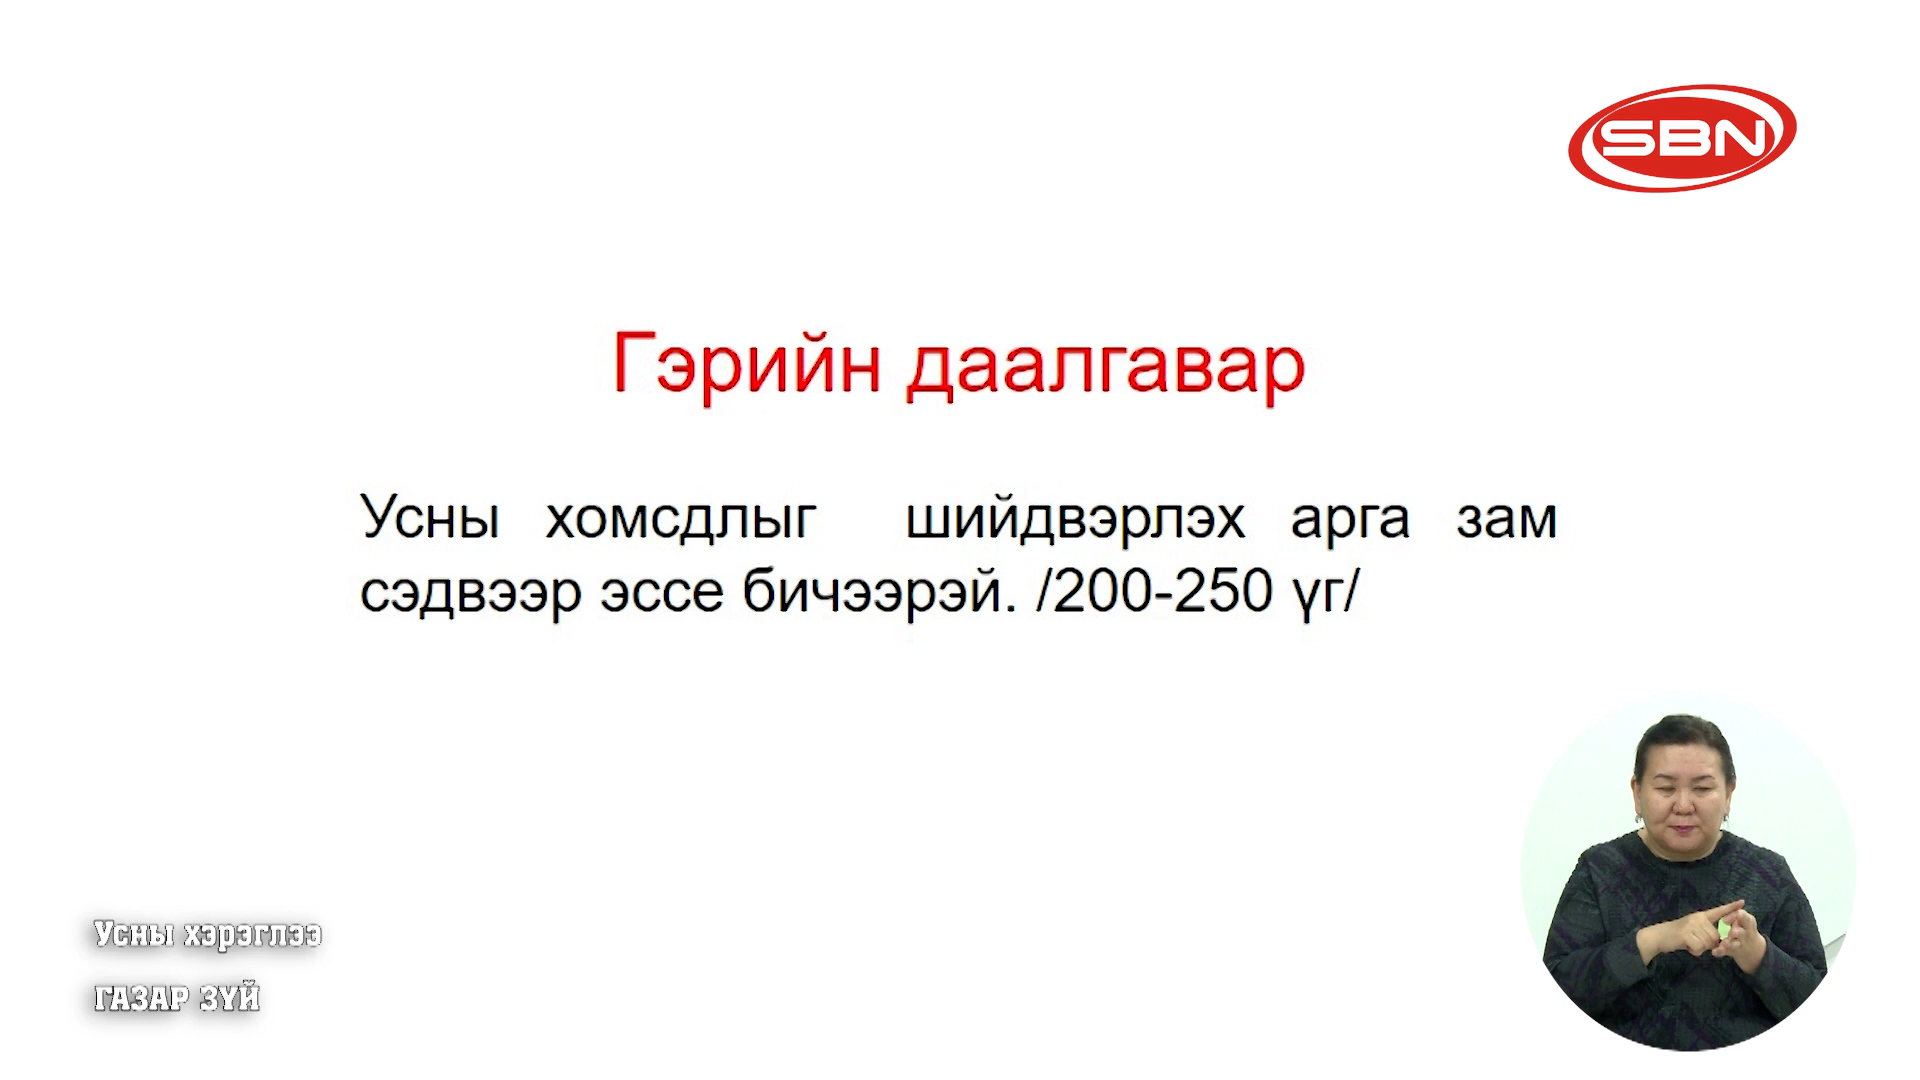 SBN
Гэрийн даалгавар
Усны хомсдлыг шийдвэрлэх арга зам
сэдвээр эссе бичээрэй. /200-250 үг/
Усны хэрэглээ
ГАЗАР ЗҮЙ